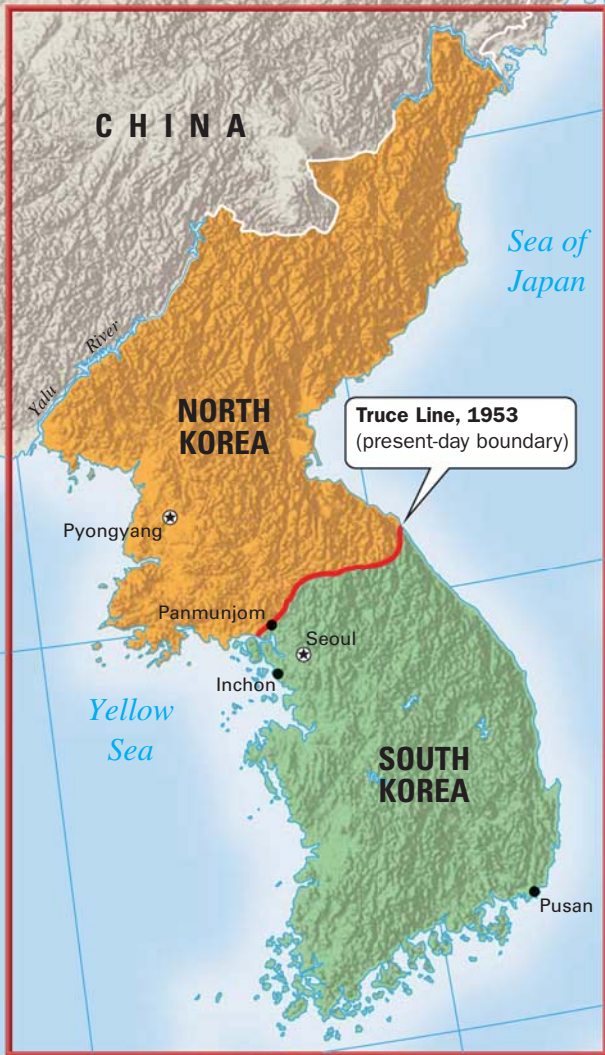 CHINA
Sea of
Japan
Yalu River
NORTH
KOREA
Truce Line, 1953
(present-day boundary)
Pyongyang
Panmunjom
Seoul
Inchon
Yellow
Sea
SOUTH
KOREA
Pusan